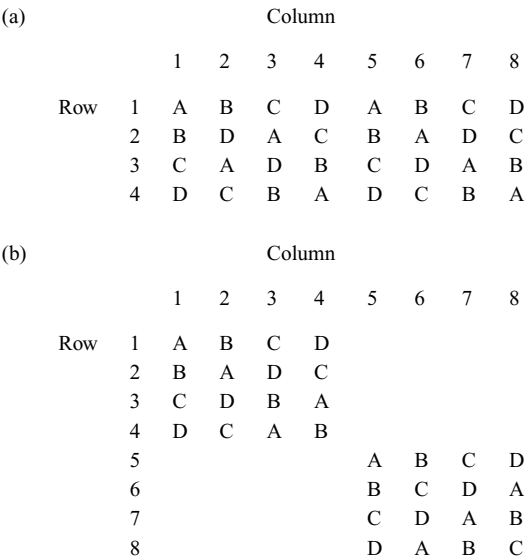 (a) Column
1 2 3 4 5 6 7 8
Row 1 A B C D A B C D
2 B D A C B A D C
3 C A D B C D A B
4 D C B A D C B A
(b) Column
1 2 3 4 5 6 7 8
Row 1 A B C D
2 B A D C
3 C D B A
4 D C A B
5 A B C D
6 B C D A
7 C D A B
8 D A B C